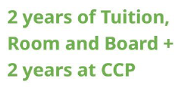 2 years of Tuition,
Room and Board +
2 years at CCP